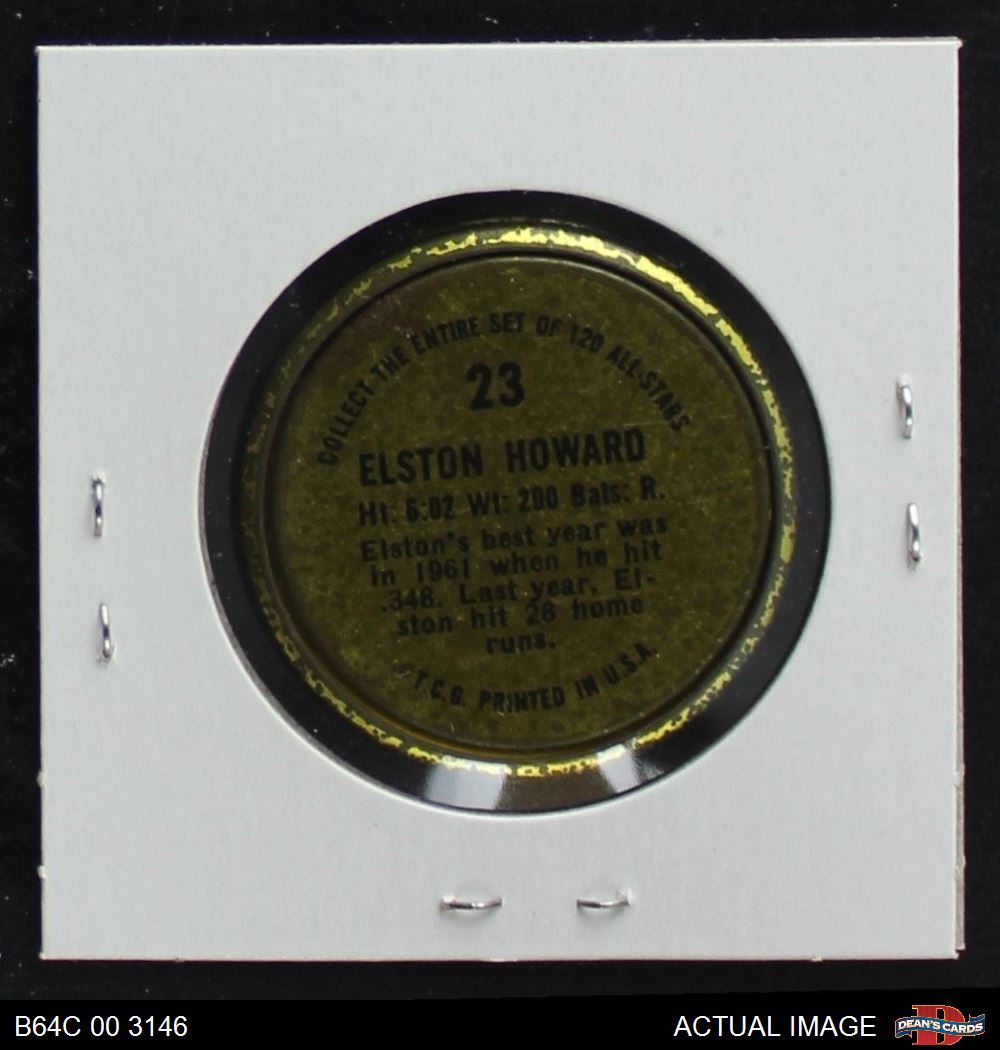 COLLECT THE ENTIRE SET OF 120 ALL-STARS
23
ELSTON HOWARD
Ht: 6:02 Wt: 200 Bats: R.
Elston's best year was
in 1961 when he hit
.348. Last year, El-
ston hit 28 home
runs.
©T.C.G. PRINTED IN U.S.A.
B64C 00 3146
ACTUAL IMAGE
D
DEAN'S CARDS